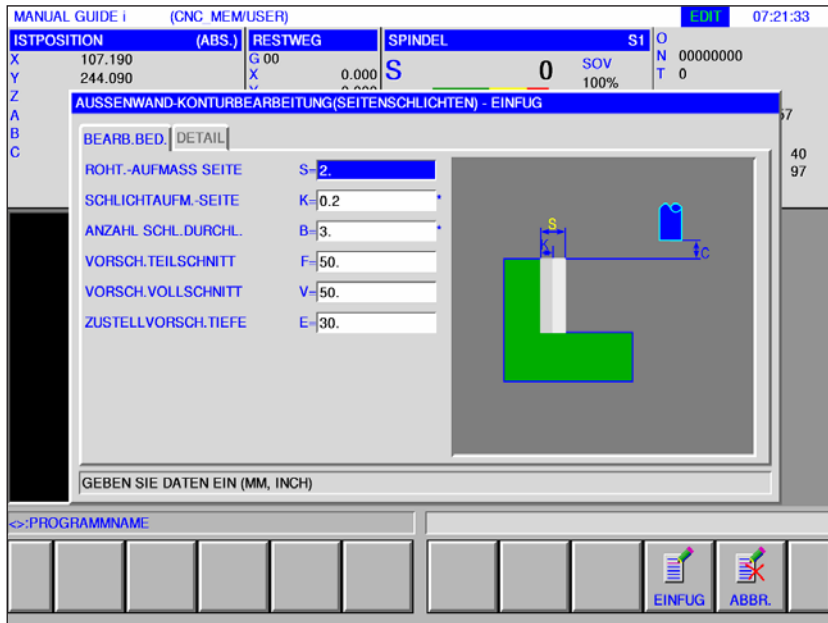 MANUAL GUIDE i (CNC_MEM/USER) EDIT 07:21:33
ISTPOSITION (ABS.) RESTWEG SPINDEL S1 O
X 107.190 G 00 N 00000000
Y 244.090 X 0.000 S 0 SOV T 0
100%
Z
A
B
C
40
97
AUSSENWAND-KONTURBEARBEITUNG(SEITENSCHLICHTEN) - EINFUG
BEARB.BED. DETAIL
ROHT.-AUFMASS SEITE S=2.
SCHLICHTAUFM.-SEITE K=0.2 *
ANZAHL SCHL.DURCHL. B=3. *
VORSCH.TEILSCHNITT F=50.
VORSCH.VOLLSCHNITT V=50.
ZUSTELLVORSCH.TIEFE E=30.
S
K
C
GEBEN SIE DATEN EIN (MM, INCH)
<>:PROGRAMMNAME
EINFUG ABBR.